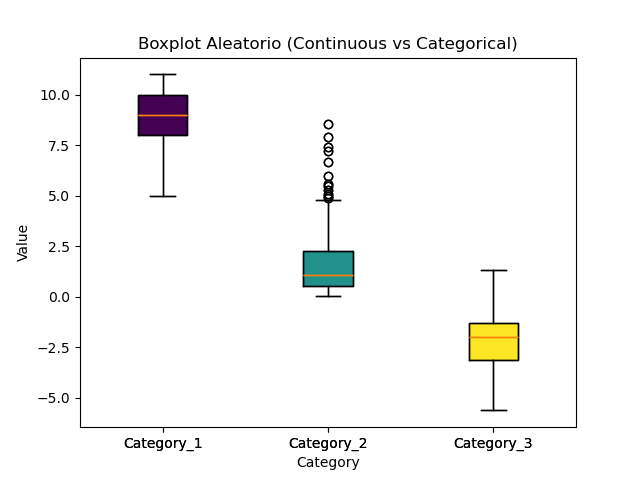 Boxplot Aleatorio (Continuous vs Categorical)
10.0
7.5
5.0
2.5
0.0
−2.5
−5.0
Value
Category_1 Category_2 Category_3
Category